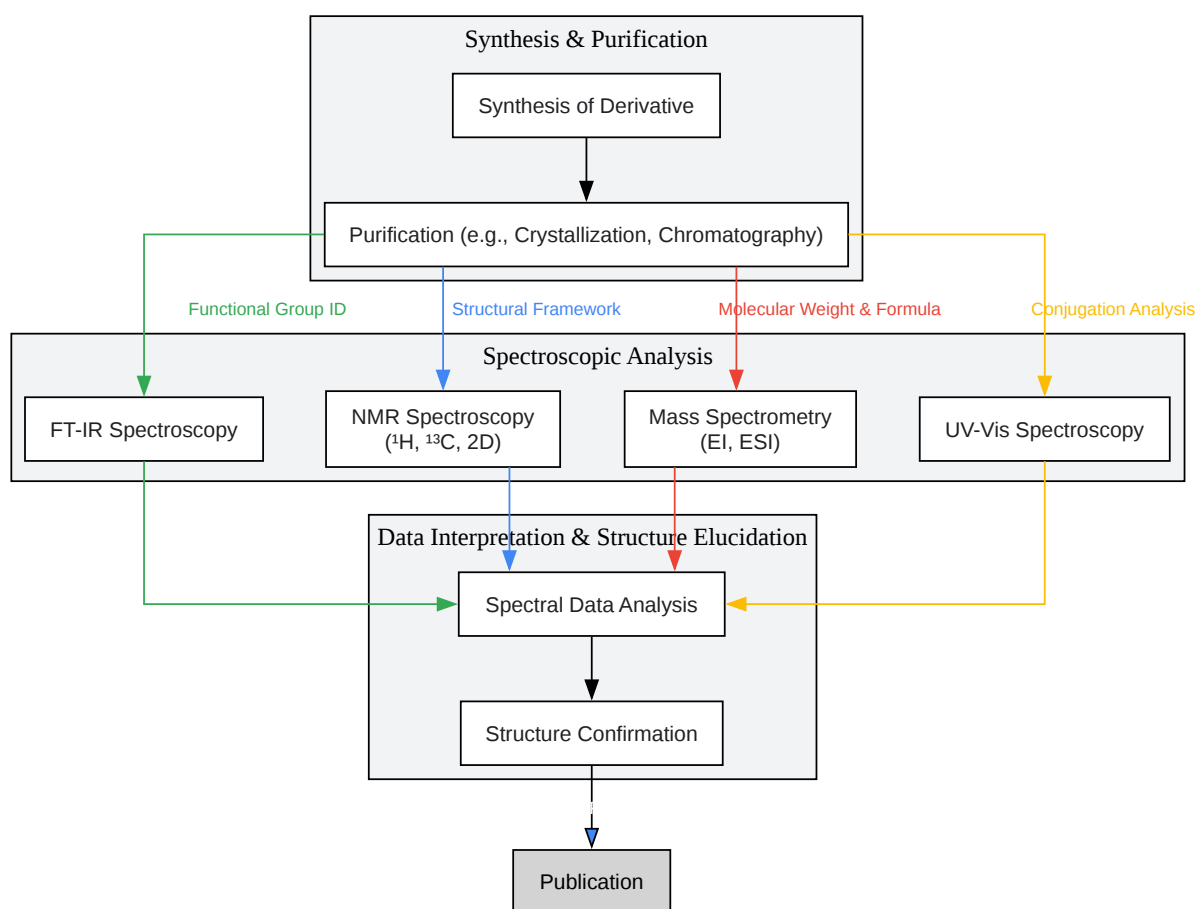 Synthesis & Purification
Synthesis of Derivative
Purification (e.g., Crystallization, Chromatography)
Functional Group ID
Structural Framework
Molecular Weight & Formula
Conjugation Analysis
Spectroscopic Analysis
FT-IR Spectroscopy
NMR Spectroscopy
(¹H, ¹³C, 2D)
Mass Spectrometry
(EI, ESI)
UV-Vis Spectroscopy
Data Interpretation & Structure Elucidation
Spectral Data Analysis
Structure Confirmation
Publication